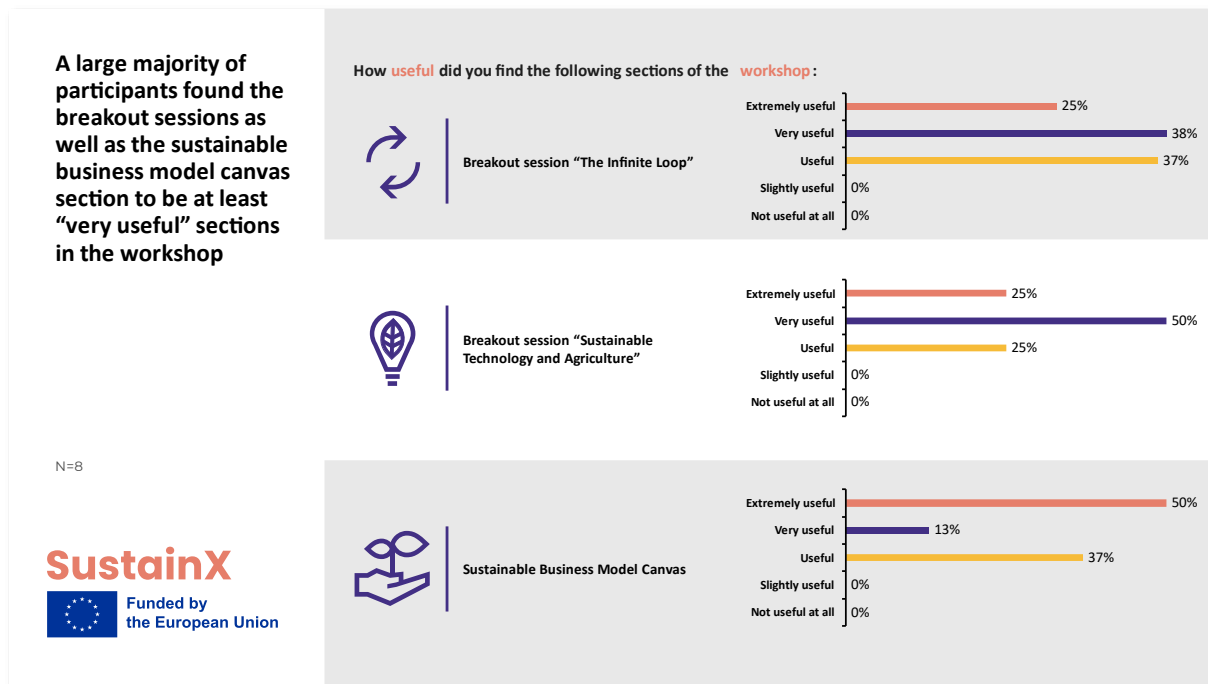 A large majority of
participants found the
breakout sessions as
well as the sustainable
business model canvas
section to be at least
“very useful” sections
in the workshop
N=8
SustainX
Funded by
the European Union
How useful did you find the following sections of the workshop:
Breakout session “The Infinite Loop”
Extremely useful 25%
Very useful 38%
Useful 37%
Slightly useful 0%
Not useful at all 0%
Breakout session “Sustainable
Technology and Agriculture”
Extremely useful 25%
Very useful 50%
Useful 25%
Slightly useful 0%
Not useful at all 0%
Sustainable Business Model Canvas
Extremely useful 50%
Very useful 13%
Useful 37%
Slightly useful 0%
Not useful at all 0%